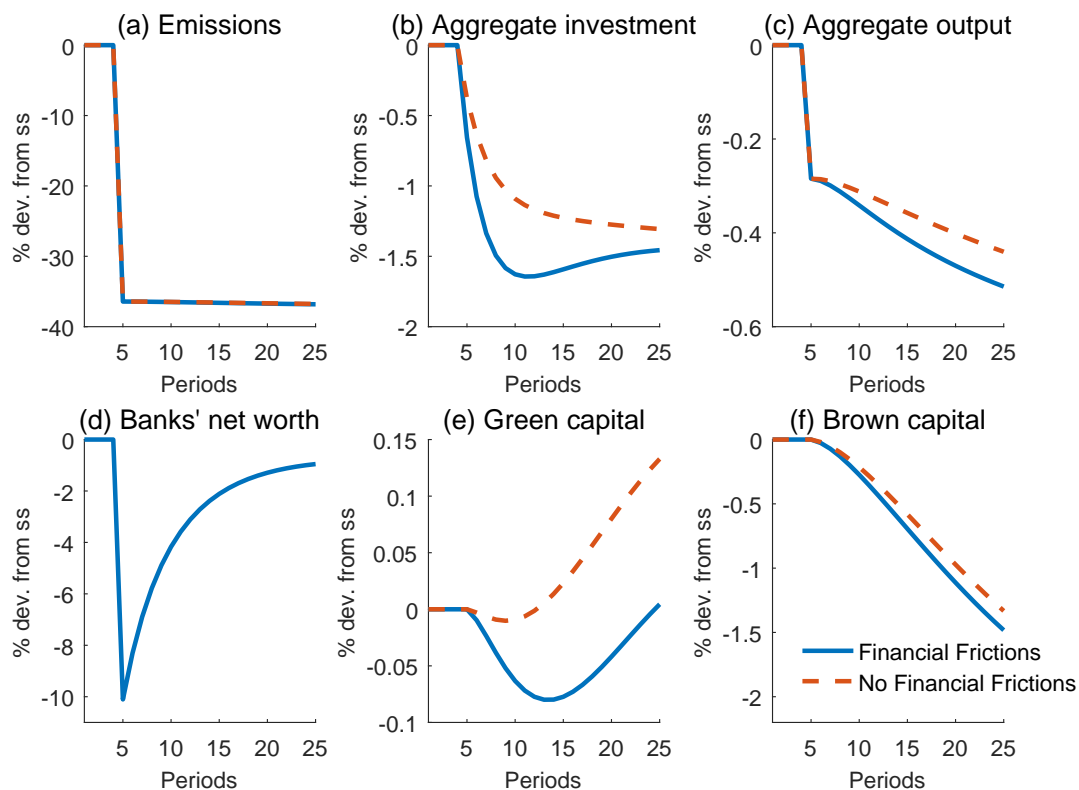 (a) Emissions
0
-10
-20
-30
-40
% dev. from ss
5 10 15 20 25
Periods
(b) Aggregate investment
0
-0.5
-1
-1.5
-2
% dev. from ss
5 10 15 20 25
Periods
(c) Aggregate output
0
-0.2
-0.4
-0.6
% dev. from ss
5 10 15 20 25
Periods
(d) Banks' net worth
0
-2
-4
-6
-8
-10
% dev. from ss
5 10 15 20 25
Periods
(e) Green capital
0.15
0.1
0.05
0
-0.05
-0.1
% dev. from ss
5 10 15 20 25
Periods
(f) Brown capital
0
-0.5
-1
-1.5
-2
% dev. from ss
Financial Frictions
No Financial Frictions
5 10 15 20 25
Periods